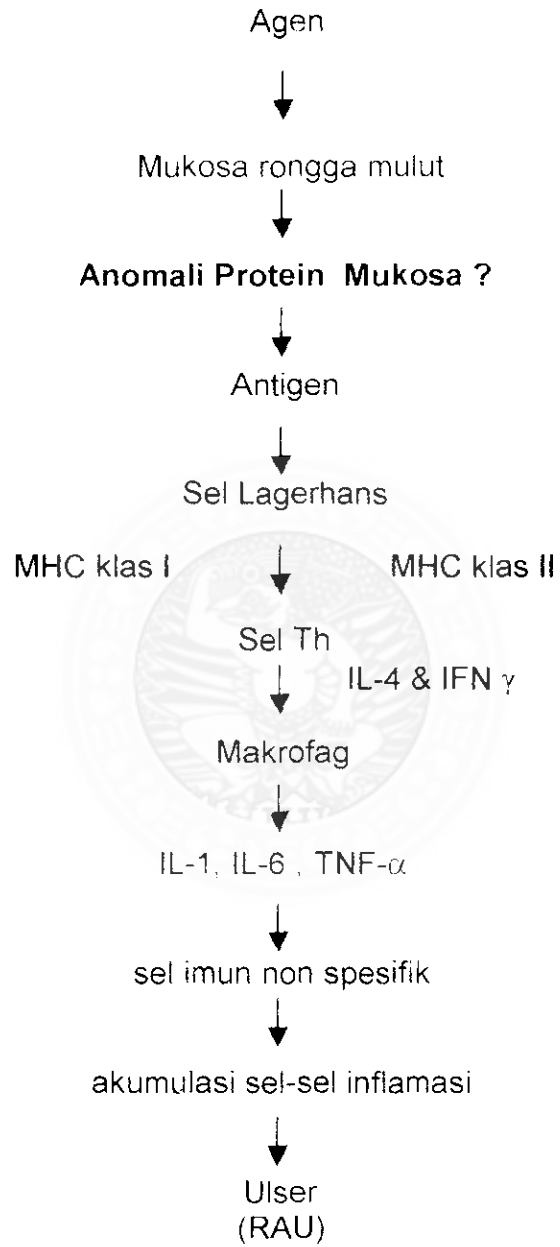 Agen
Mukosa rongga mulut
Anomali Protein Mukosa ?
Antigen
Sel Lagerhans
MHC klas I
MHC klas II
Sel Th
IL-4 & IFN γ
Makrofag
IL-1, IL-6 , TNF-α
sel imun non spesifik
akumulasi sel-sel inflamasi
Ulser
(RAU)